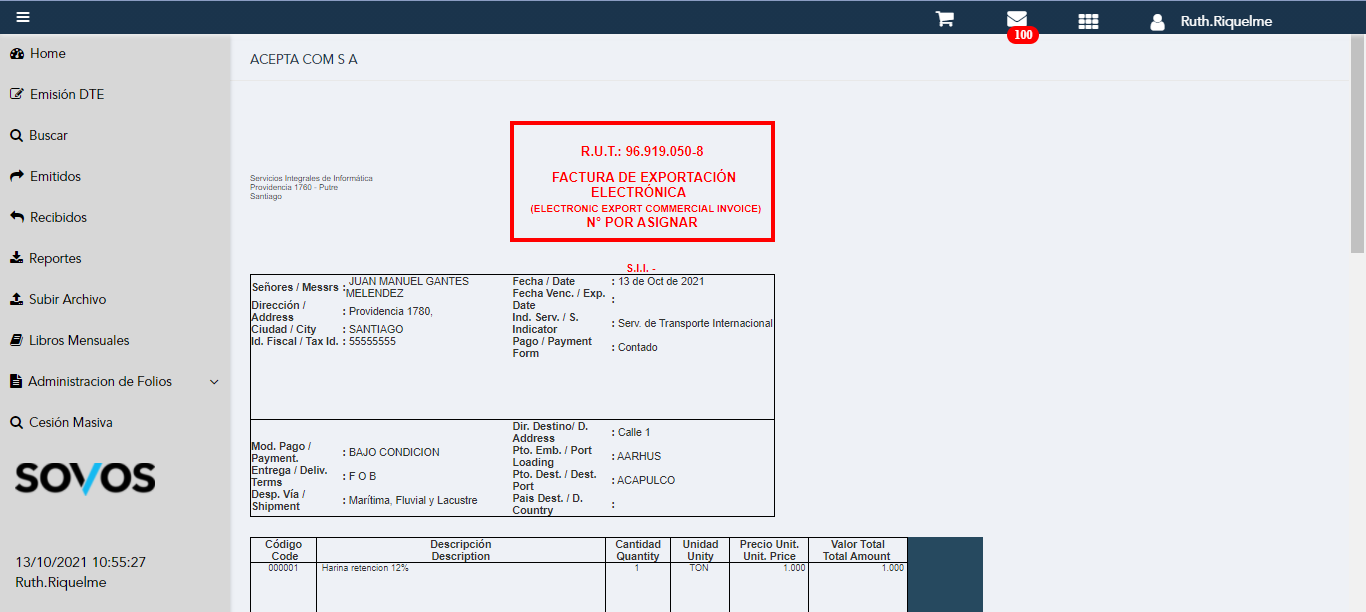 Ruth.Riquelme
100
Home
Emisión DTE
Buscar
Emitidos
Recibidos
Reportes
Subir Archivo
Libros Mensuales
Administracion de Folios
Cesión Masiva
SOVOS
13/10/2021 10:55:27
Ruth.Riquelme
ACEPTA COM S A
Servicios Integrales de Informática
Providencia 1760 - Putre
Santiago
R.U.T.: 96.919.050-8
FACTURA DE EXPORTACIÓN
ELECTRÓNICA
(ELECTRONIC EXPORT COMMERCIAL INVOICE)
N° POR ASIGNAR
S.I.I. -
Señores / Messrs : JUAN MANUEL GANTES
MELENDEZ
Dirección /
Address : Providencia 1780,
Ciudad / City : SANTIAGO
Id. Fiscal / Tax Id. : 55555555
Fecha / Date : 13 de Oct de 2021
Fecha Venc. / Exp.
Date :
Ind. Serv. / S.
Indicator : Serv. de Transporte Internacional
Pago / Payment
Form : Contado
Mod. Pago /
Payment. : BAJO CONDICION
Entrega / Deliv.
Terms : F O B
Desp. Vía /
Shipment : Marítima, Fluvial y Lacustre
Dir. Destino/ D.
Address : Calle 1
Pto. Emb. / Port
Loading : AARHUS
Pto. Dest. / Dest.
Port : ACAPULCO
Pais Dest. / D.
Country :
Código Descripción Cantidad Unidad Precio Unit. Valor Total
Code Description Quantity Unity Unit. Price Total Amount
000001 Harina retencion 12% 1 TON 1.000 1.000